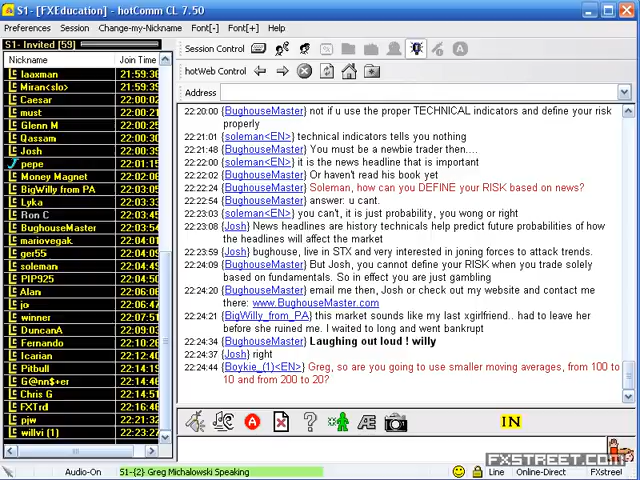 S1- [FXEducation] - hotComm CL 7.50
Preferences Session Change-my-Nickname Font[-] Font[+] Help
S1- Invited [59]
Nickname Join Time
laaxman 21:59:36
Miran<slo> 21:59:3
Caesar 22:00:02
must 22:00:2
Glenn M 22:00:2
Qassam 22:00:30
Josh 22:00:3
pepe 22:01:15
Money Magnet 22:02:0
BigWilly from PA 22:03:05
Lyka 22:03:3
Ron C 22:03:45
BughouseMaster 22:03:5
mariovegak 22:04:01
ger55 22:04:0
soleman 22:04:0
PIP925 22:04:50
Alan 22:06:0
jo 22:06:4
winner 22:07:51
DuncanA 22:09:03
Fernando 22:10:2
Icarian 22:12:4
Pitbull 22:14:1
G@nn$+er 22:14:3
Chris G 22:14:51
FXTrd 22:16:4
pjw 22:21:32
willvi (1) 22:23:27
Session Control
hotWeb Control
Address
22:20:00 {BughouseMaster} not if u use the proper TECHNICAL indicators and define your risk
properly
22:21:01 {soleman<EN>} technical indicators tells you nothing
22:21:48 {BughouseMaster} You must be a newbie trader then....
22:22:00 {soleman<EN>} it is the news headline that is important
22:22:02 {BughouseMaster} Or haven't read his book yet
22:22:24 {BughouseMaster} Soleman, how can you DEFINE your RISK based on news?
22:22:54 {BughouseMaster} answer: u cant.
22:23:03 {soleman<EN>} you can't, it is just probability, you wong or right
22:23:08 {Josh} News headlines are history technicals help predict future probabilities of how
the headlines will affect the market
22:23:59 {Josh} bughouse, live in STX and very interested in joning forces to attack trends.
22:24:09 {BughouseMaster} But Josh, you cannot define your RISK when you trade solely
based on fundamentals. So in effect you are just gambling
22:24:20 {BughouseMaster} email me then, Josh or check out my website and contact me
there: www.BughouseMaster.com
22:24:21 {BigWilly_from_PA} this market sounds like my last xgirlfriend.. had to leave her
before she ruined me. I waited to long and went bankrupt
22:24:34 {BughouseMaster} Laughing out loud ! willy
22:24:37 {Josh} right
22:24:44 {Boykie_(1)<EN>} Greg, so are you going to use smaller moving averages, from 100 to
10 and from 200 to 20?
IN
FXSTREET.COM
Audio-On S1-{2} Greg Michalowski Speaking Line Online-Direct FXstreet